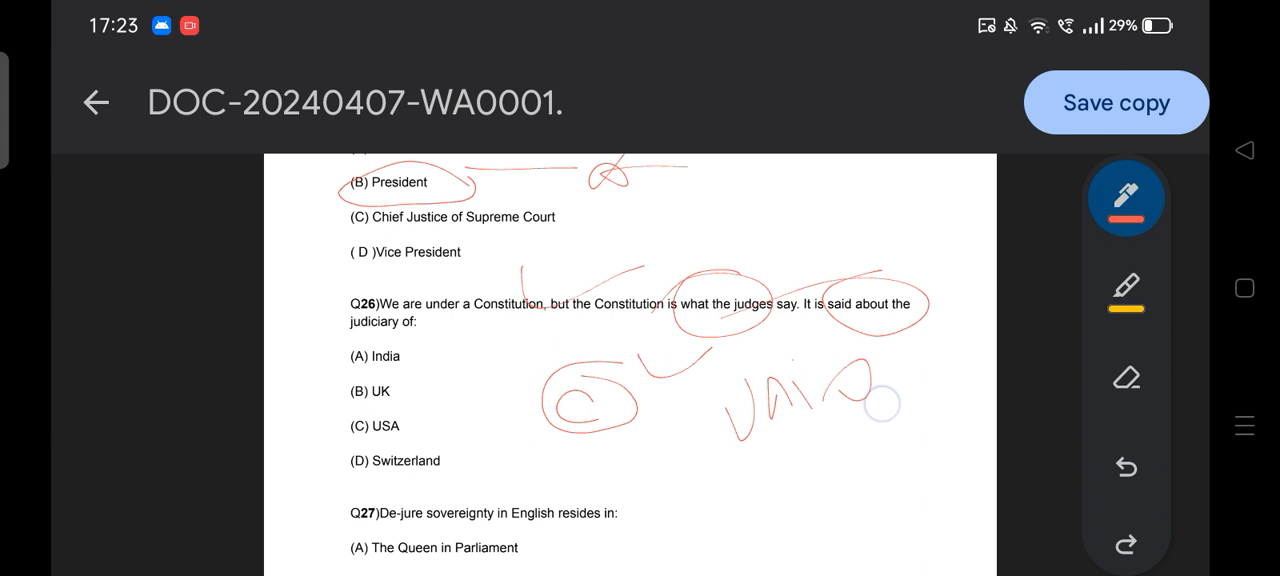 17:23
29%
DOC-20240407-WA0001.
Save copy
(B) President
(C) Chief Justice of Supreme Court
( D )Vice President
Q26)We are under a Constitution, but the Constitution is what the judges say. It is said about the
judiciary of:
(A) India
(B) UK
(C) USA
(D) Switzerland
C
Q27)De-jure sovereignty in English resides in:
(A) The Queen in Parliament